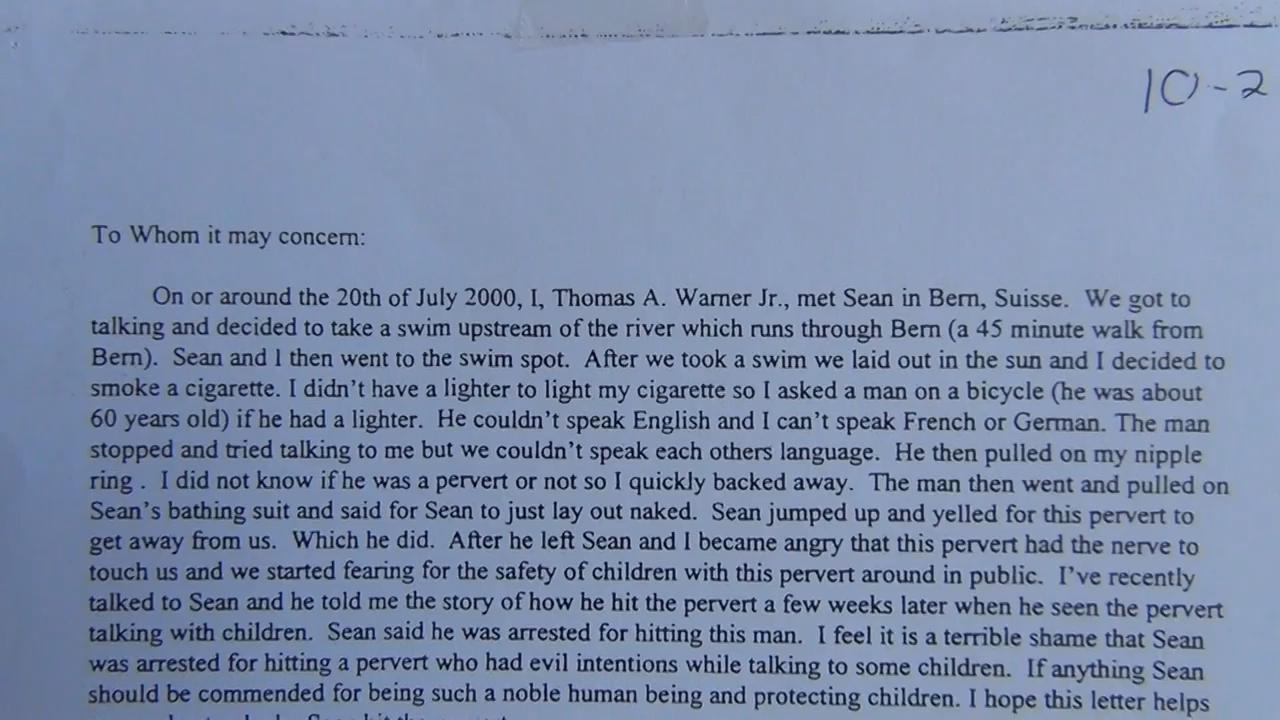 10-2
To Whom it may concern:
On or around the 20th of July 2000, I, Thomas A. Warner Jr., met Sean in Bern, Suisse. We got to
talking and decided to take a swim upstream of the river which runs through Bern (a 45 minute walk from
Bern). Sean and I then went to the swim spot. After we took a swim we laid out in the sun and I decided to
smoke a cigarette. I didn't have a lighter to light my cigarette so I asked a man on a bicycle (he was about
60 years old) if he had a lighter. He couldn't speak English and I can't speak French or German. The man
stopped and tried talking to me but we couldn't speak each others language. He then pulled on my nipple
ring . I did not know if he was a pervert or not so I quickly backed away. The man then went and pulled on
Sean's bathing suit and said for Sean to just lay out naked. Sean jumped up and yelled for this pervert to
get away from us. Which he did. After he left Sean and I became angry that this pervert had the nerve to
touch us and we started fearing for the safety of children with this pervert around in public. I've recently
talked to Sean and he told me the story of how he hit the pervert a few weeks later when he seen the pervert
talking with children. Sean said he was arrested for hitting this man. I feel it is a terrible shame that Sean
was arrested for hitting a pervert who had evil intentions while talking to some children. If anything Sean
should be commended for being such a noble human being and protecting children. I hope this letter helps